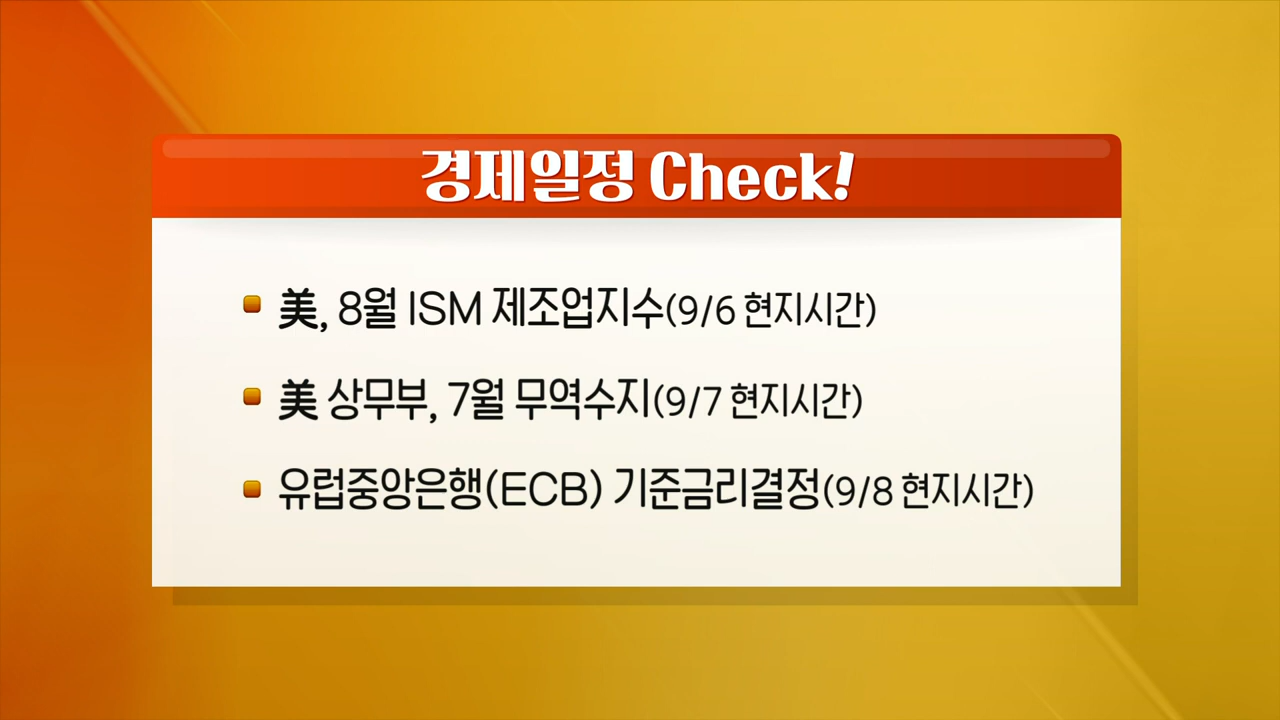 경제일정 Check!
美, 8월 ISM 제조업지수(9/6 현지시간)
美 상무부, 7월 무역수지(9/7 현지시간)
유럽중앙은행(ECB) 기준금리결정(9/8 현지시간)